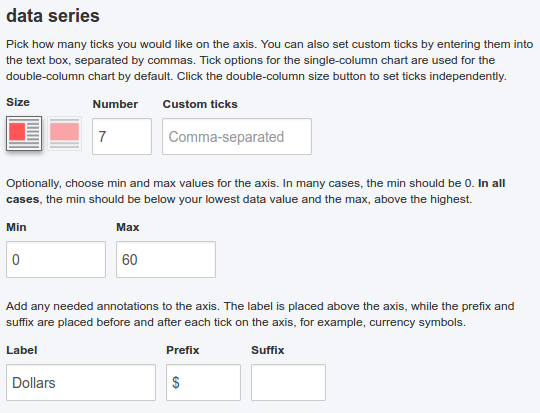 data series
Pick how many ticks you would like on the axis. You can also set custom ticks by entering them into
the text box, separated by commas. Tick options for the single-column chart are used for the
double-column chart by default. Click the double-column size button to set ticks independently.
Size Number Custom ticks
7 Comma-separated
Optionally, choose min and max values for the axis. In many cases, the min should be 0. In all
cases, the min should be below your lowest data value and the max, above the highest.
Min Max
0 60
Add any needed annotations to the axis. The label is placed above the axis, while the prefix and
suffix are placed before and after each tick on the axis, for example, currency symbols.
Label Prefix Suffix
Dollars $